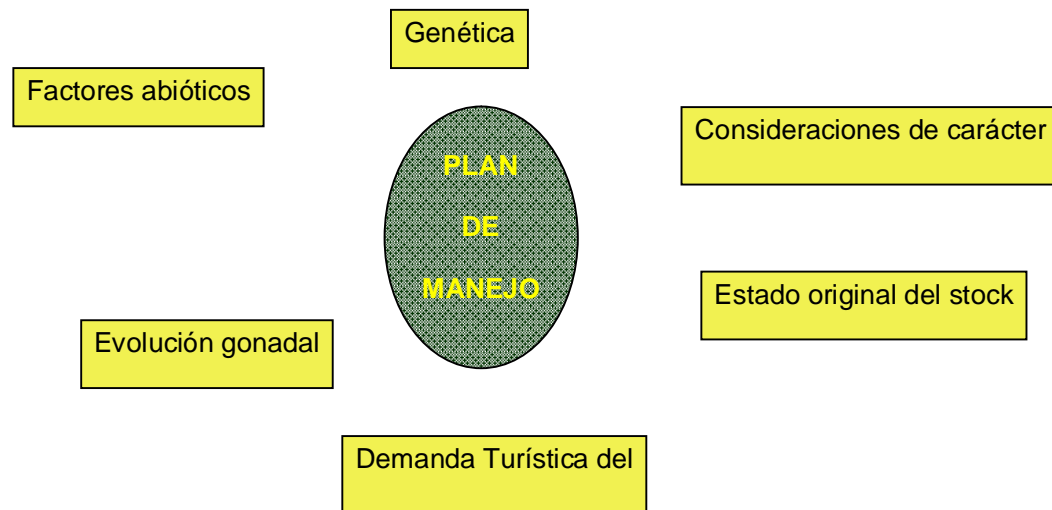 Genética
Factores abióticos
Consideraciones de carácter
PLAN
DE
MANEJO
Estado original del stock
Evolución gonadal
Demanda Turística del